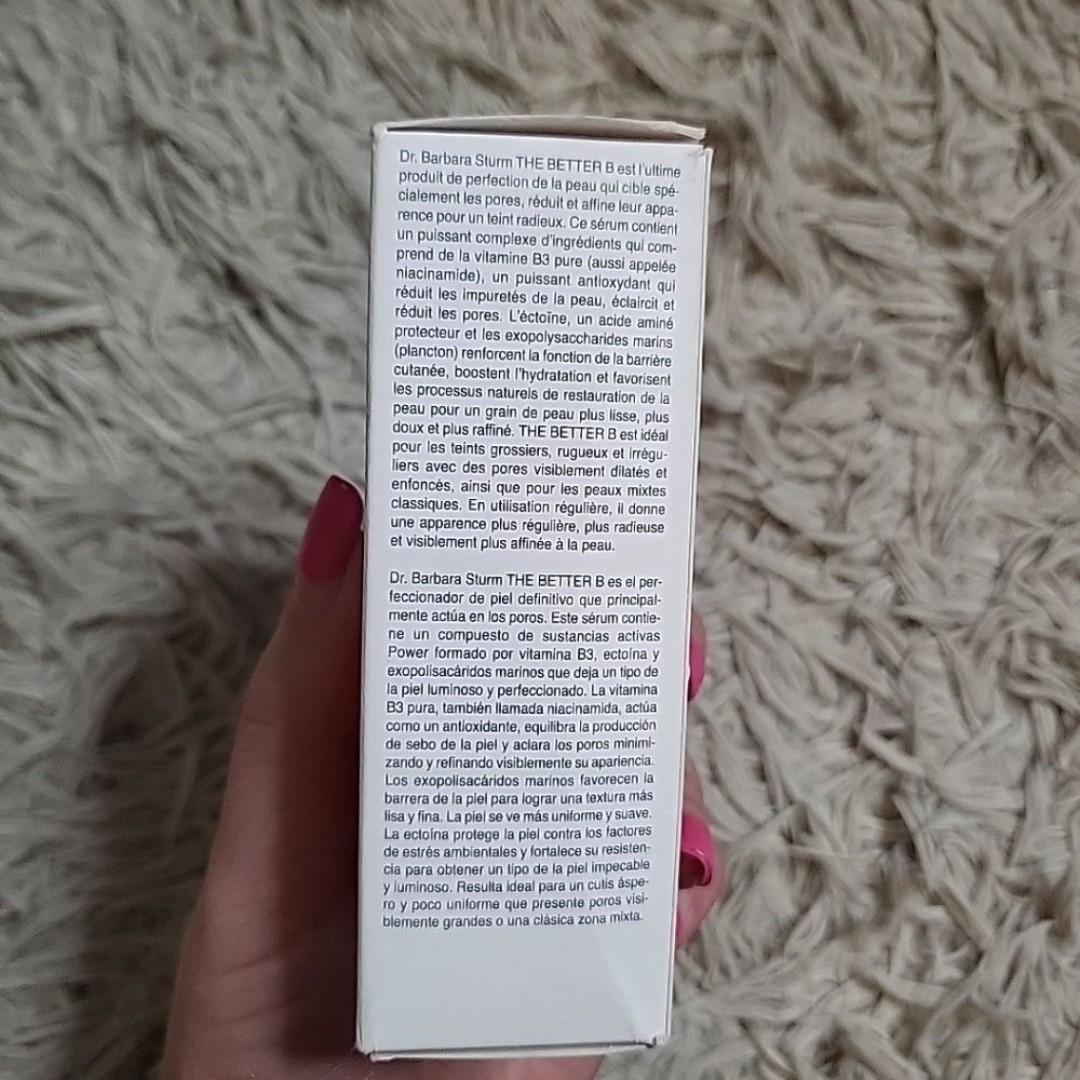 Dr. Barbara Sturm THE BETTER B est l'ultime
produit de perfection de la peau qui cible spé-
cialement les pores, réduit et affine leur appa-
rence pour un teint radieux. Ce sérum contient
un puissant complexe d'ingrédients qui com-
prend de la vitamine B3 pure (aussi appelée
niacinamide), un puissant antioxydant qui
réduit les impuretés de la peau, éclaircit et
réduit les pores. L'éctoïne, un acide aminé
protecteur et les exopolysaccharides marins
(plancton) renforcent la fonction de la barrière
cutanée, boostent l'hydratation et favorisent
les processus naturels de restauration de la
peau pour un grain de peau plus lisse, plus
doux et plus raffiné. THE BETTER B est idéal
pour les teints grossiers, rugueux et irrégu-
liers avec des pores visiblement dilatés et
enfoncés, ainsi que pour les peaux mixtes
classiques. En utilisation régulière, il donne
une apparence plus régulière, plus radieuse
et visiblement plus affinée à la peau.
Dr. Barbara Sturm THE BETTER B es el per-
feccionador de piel definitivo que principal-
mente actúa en los poros. Este sérum contie-
ne un compuesto de sustancias activas
Power formado por vitamina B3, ectoína y
exopolisacáridos marinos que deja un tipo de
la piel luminoso y perfeccionado. La vitamina
B3 pura, también llamada niacinamida, actúa
como un antioxidante, equilibra la producción
de sebo de la piel y aclara los poros minimi-
zando y refinando visiblemente su apariencia.
Los exopolisacáridos marinos favorecen la
barrera de la piel para lograr una textura más
lisa y fina. La piel se ve más uniforme y suave.
La ectoína protege la piel contra los factores
de estrés ambientales y fortalece su resisten-
cia para obtener un tipo de la piel impecable
y luminoso. Resulta ideal para un cutis áspe-
ro y poco uniforme que presente poros visi-
blemente grandes o una clásica zona mixta.